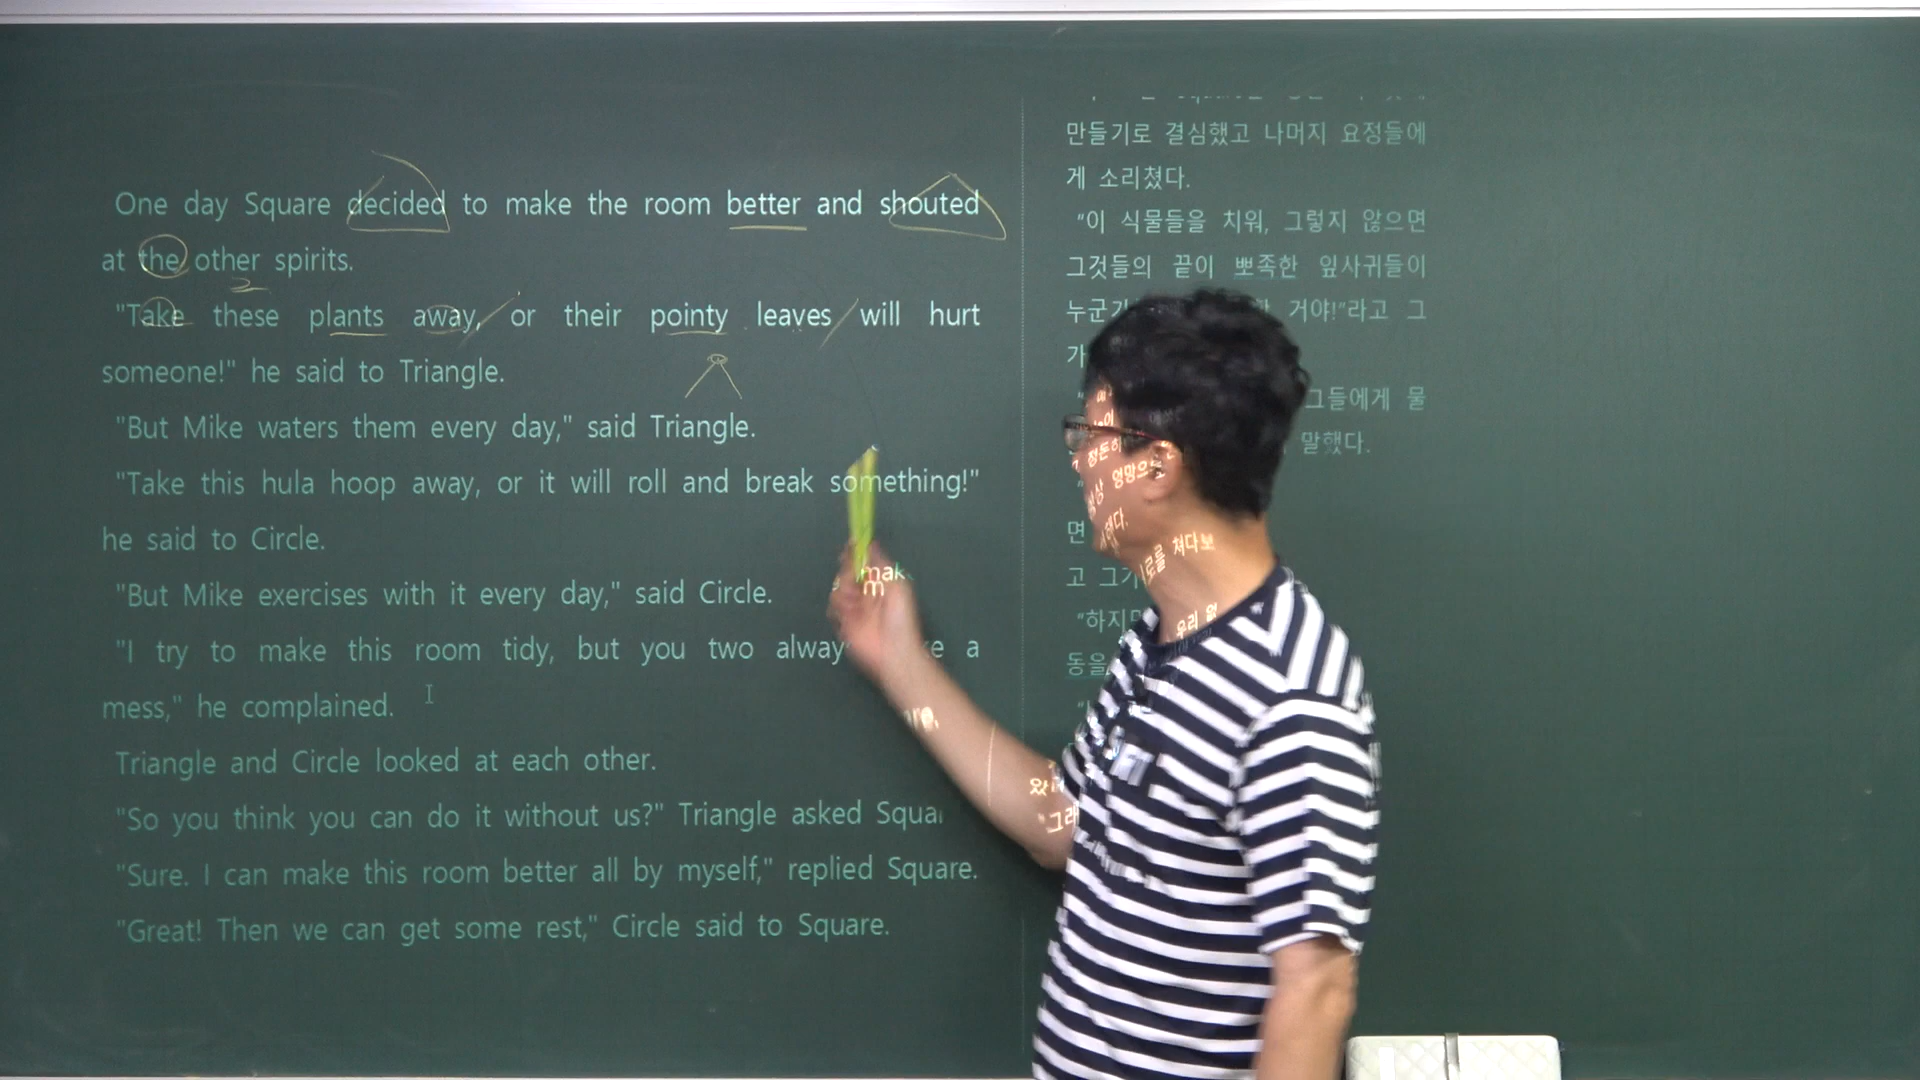 One day Square decided to make the room better and shouted
at the other spirits.
"Take these plants away, or their pointy leaves will hurt
someone!" he said to Triangle.
"But Mike waters them every day," said Triangle.
"Take this hula hoop away, or it will roll and break something!"
he said to Circle.
"But Mike exercises with it every day," said Circle.
"I try to make this room tidy, but you two a
mess," he complained.
Triangle and Circle looked at each other.
"So you think you can do it without us?" Triangle asked
"Sure. I can make this room better all by myself," replied Square.
"Great! Then we can get some rest," Circle said to Square.
만들기로 결심했고 나머지 요정들에
게 소리쳤다.
"이 식물들을 치워, 그렇지 않으면
그것들의 끝이 뾰족한 잎사귀들이
거야!"라고 그
가
그들에게 물
말했다.
면
고
"하지만
동을